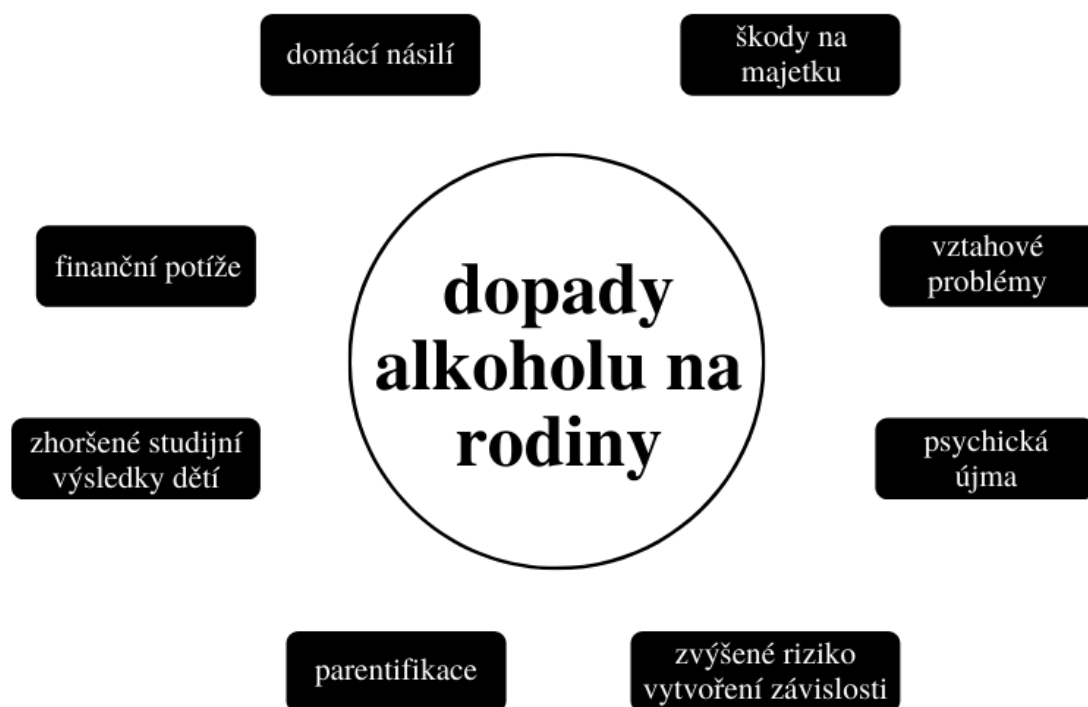 domácí násilí
škody na
majetku
finanční potíže
dopady
alkoholu na
rodiny
vztahové
problémy
zhoršené studijní
výsledky dětí
psychická
újma
parentifikace
zvýšené riziko
vytvoření závislosti